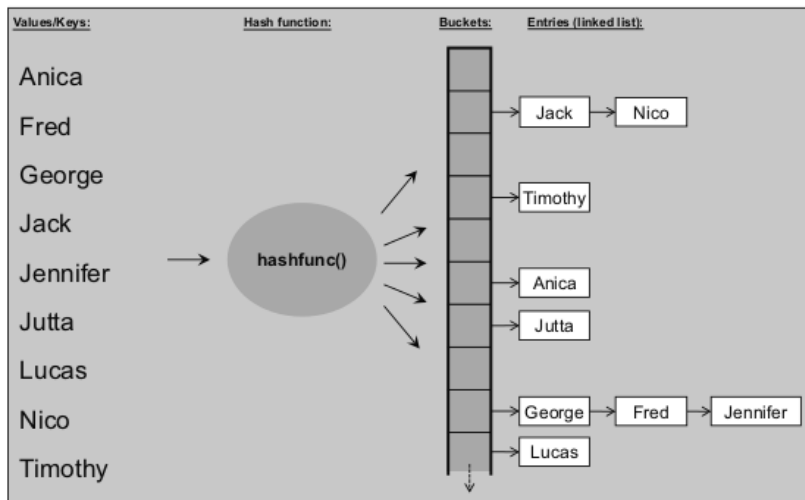 Values/Keys:
Hash function:
Buckets:
Entries (linked list):
Anica
Fred
George
Jack
Jennifer
Jutta
Lucas
Nico
Timothy
hashfunc()
Jack
Nico
Timothy
Anica
Jutta
George
Fred
Jennifer
Lucas